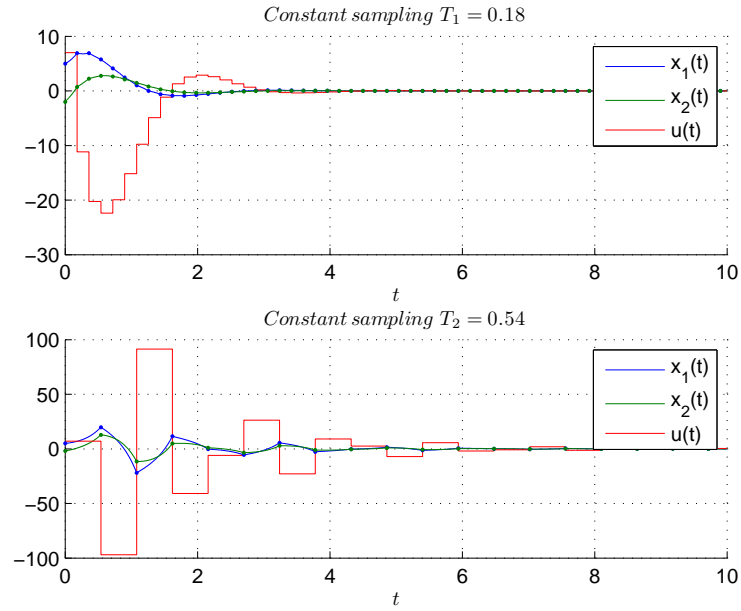 Constant sampling T₁ = 0.18
10
0
−10
−20
−30
0 2 4 6 8 10
t
x₁(t)
x₂(t)
u(t)
Constant sampling T₂ = 0.54
100
50
0
−50
−100
0 2 4 6 8 10
t
x₁(t)
x₂(t)
u(t)